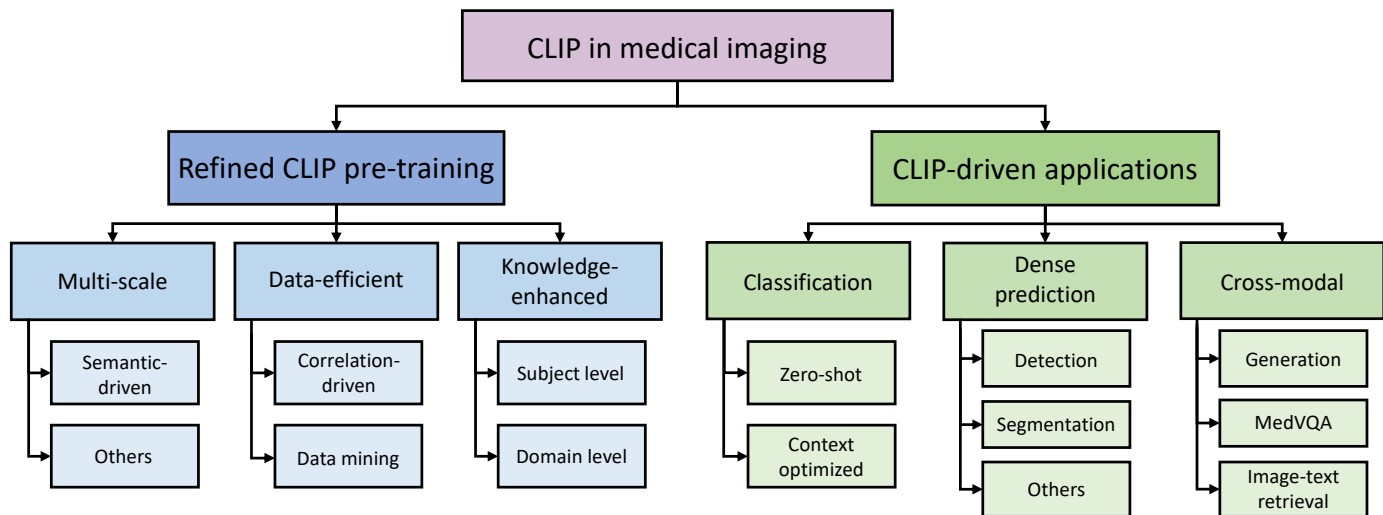 CLIP in medical imaging
Refined CLIP pre-training
CLIP-driven applications
Multi-scale
Data-efficient
Knowledge-
enhanced
Classification
Dense
prediction
Cross-modal
Semantic-
driven
Others
Correlation-
driven
Data mining
Subject level
Domain level
Zero-shot
Context
optimized
Detection
Segmentation
Others
Generation
MedVQA
Image-text
retrieval